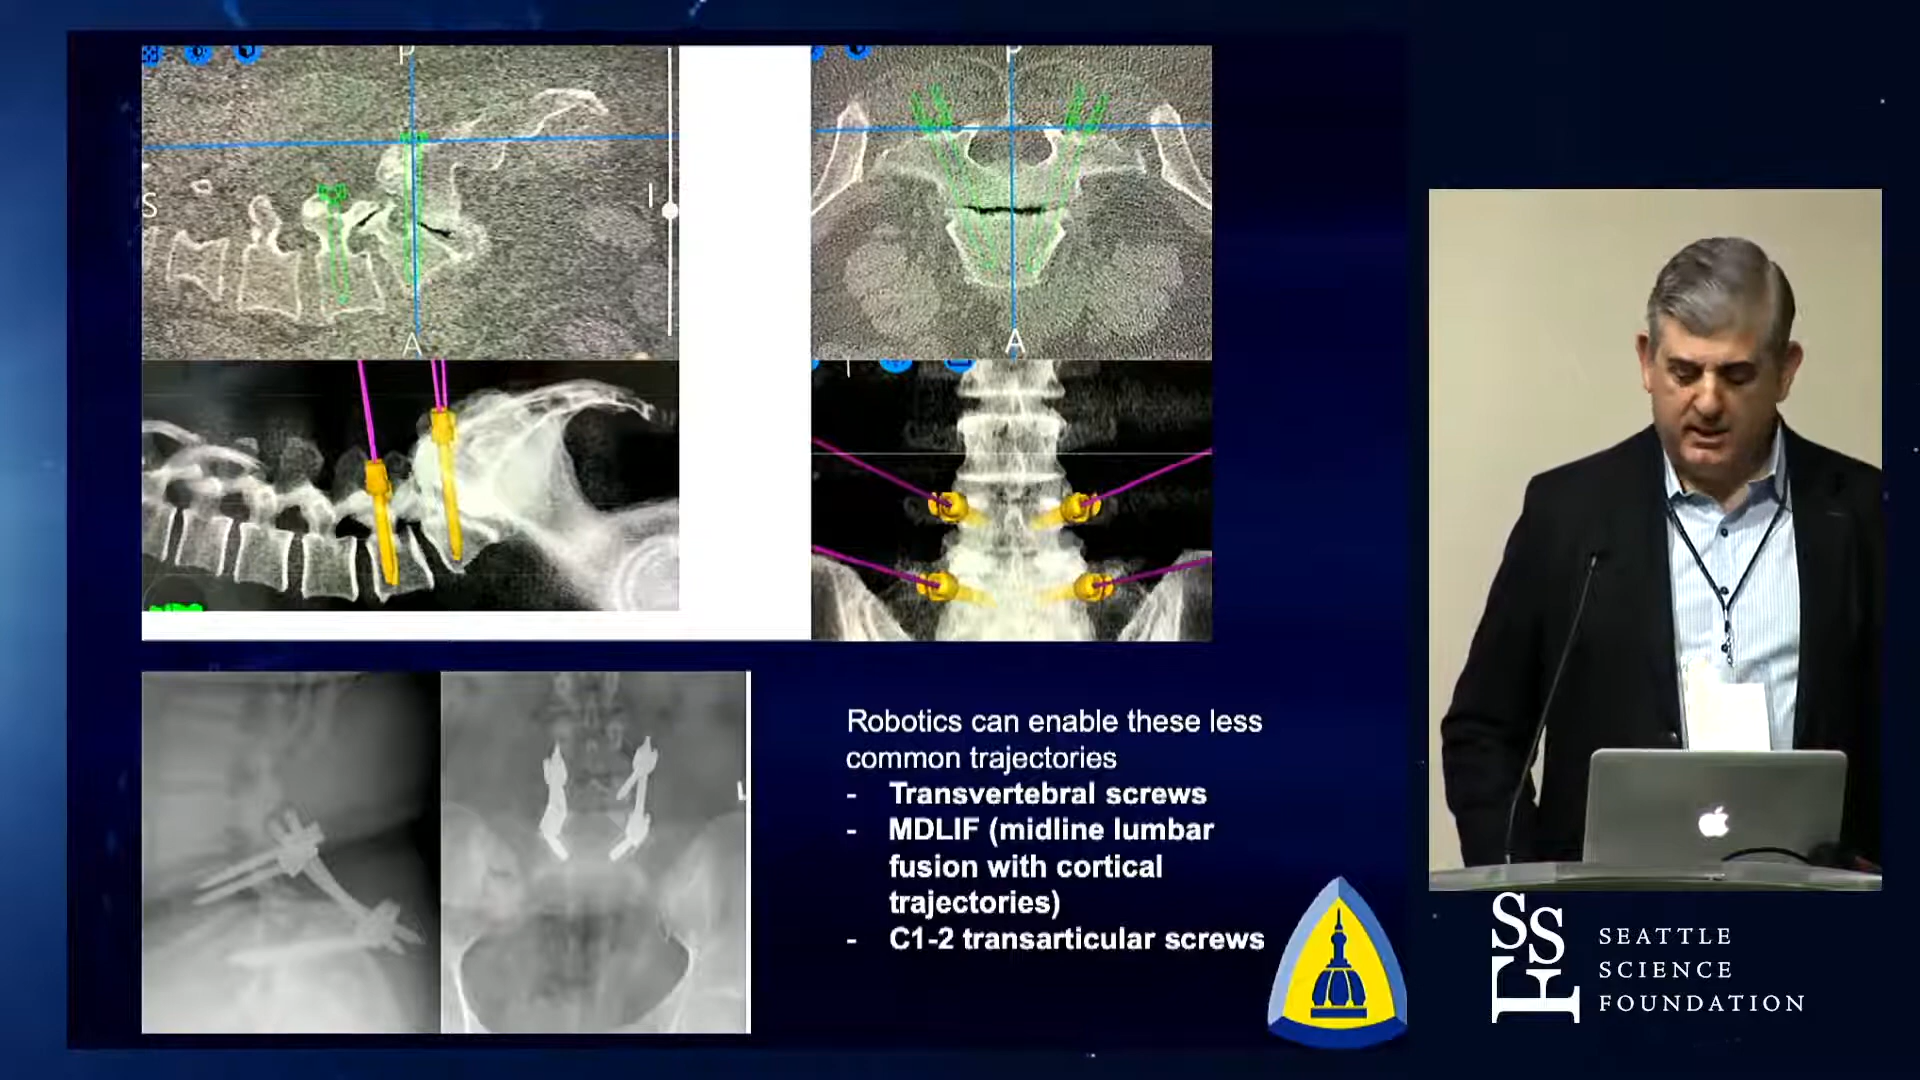 P
P
S
I
A
A
Robotics can enable these less
common trajectories
- Transvertebral screws
- MDLIF (midline lumbar
fusion with cortical
trajectories)
- C1-2 transarticular screws
L
SSF
SEATTLE
SCIENCE
FOUNDATION